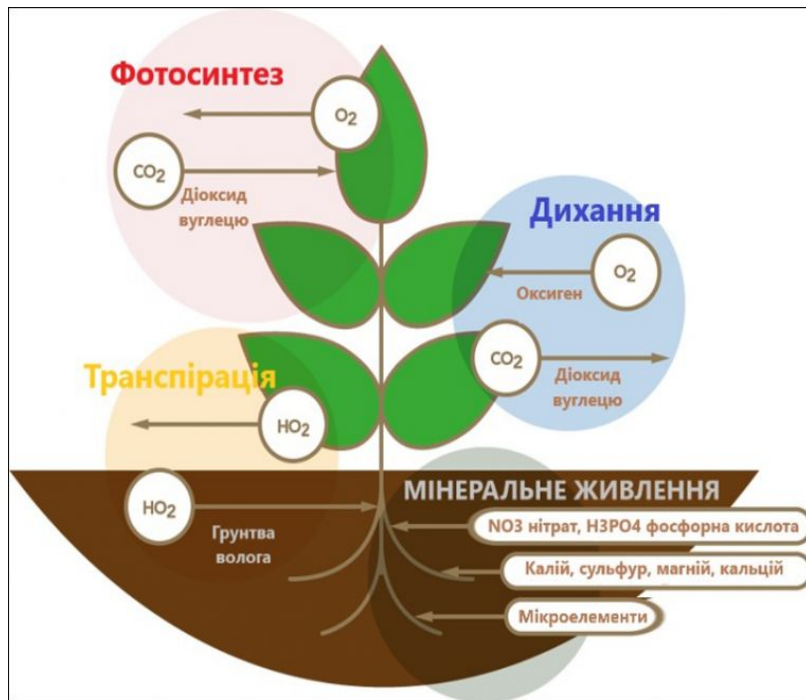 Фотосинтез
O2
CO2
Діоксид
вуглецю
Дихання
O2
Оксиген
CO2
Діоксид
вуглецю
Транспірація
HO2
HO2
Грунтва
волога
МІНЕРАЛЬНЕ ЖИВЛЕННЯ
NO3 нітрат, H3PO4 фосфорна кислота
Калій, сульфур, магній, кальцій
Мікроелементи